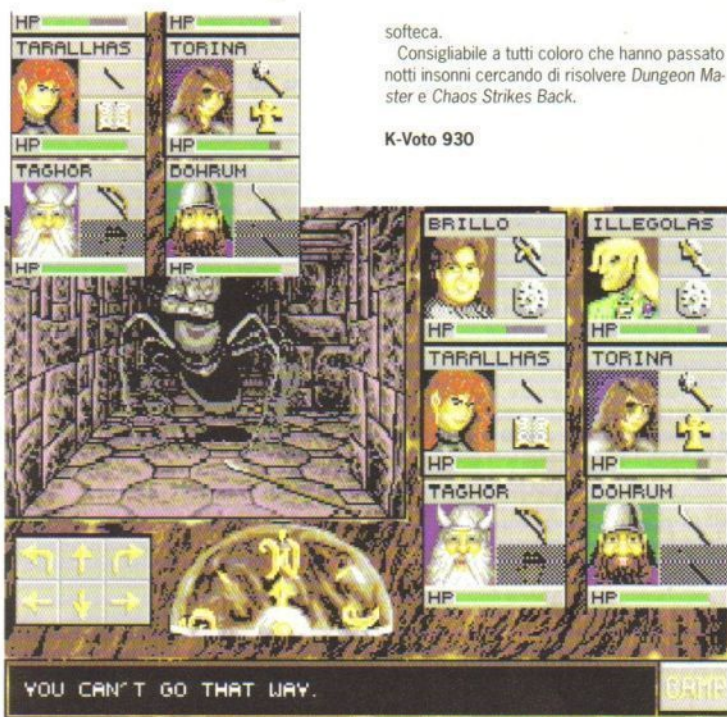 HP HP
TARALLHAS TORINA
HP HP
TAGHOR DOHRUM
HP HP
softeca.
Consigliabile a tutti coloro che hanno passato
notti insonni cercando di risolvere Dungeon Ma-
ster e Chaos Strikes Back.
K-Voto 930
BRILLO ILLEGOLAS
HP HP
TARALLHAS TORINA
HP HP
TAGHOR DOHRUM
HP HP
YOU CAN'T GO THAT WAY.
CAMP